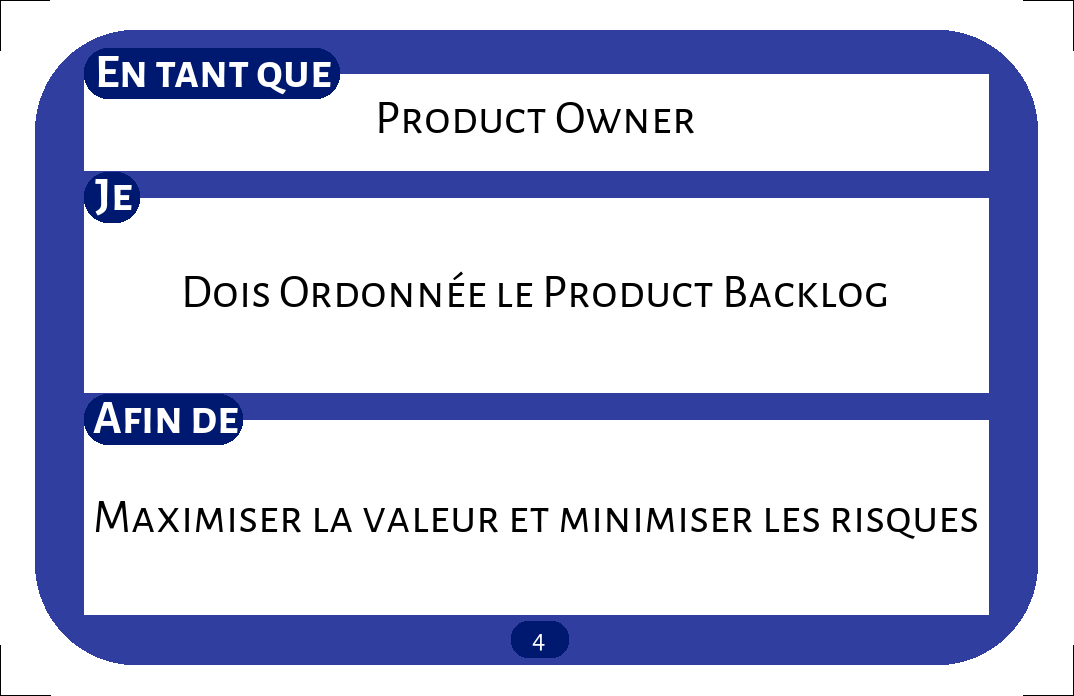 En tant que
Product Owner
Je
Dois Ordonnée le Product Backlog
Afin de
Maximiser la valeur et minimiser les risques
4